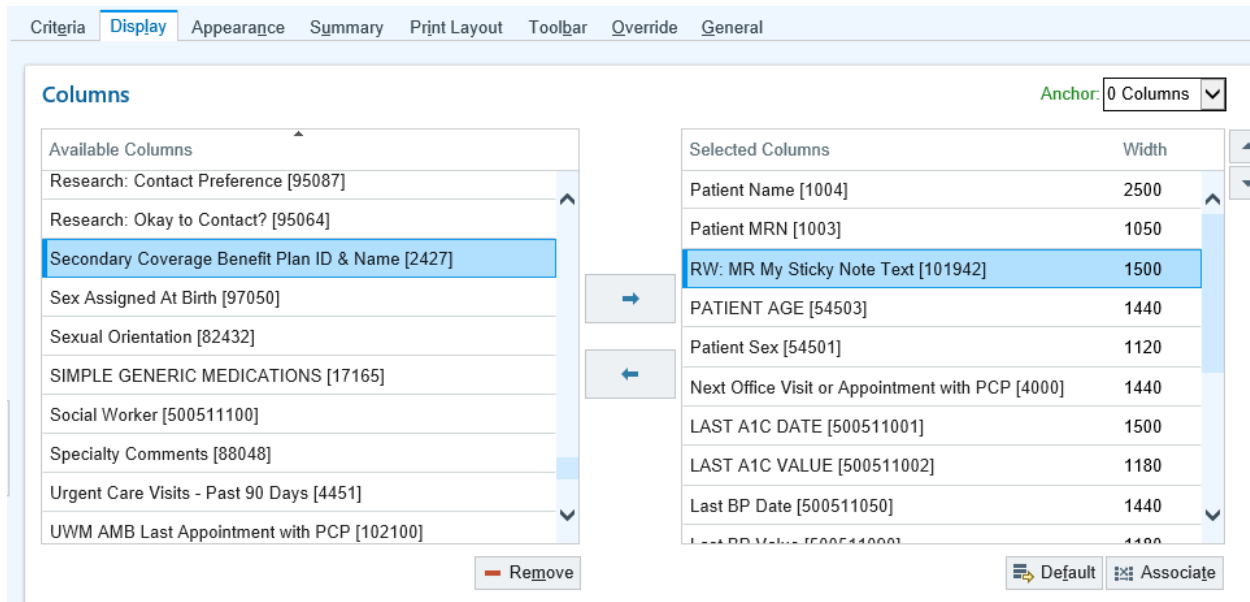 Criteria Display Appearance Summary Print Layout Toolbar Override General
Columns
Anchor: 0 Columns
Available Columns
Research: Contact Preference [95087]
Research: Okay to Contact? [95064]
Secondary Coverage Benefit Plan ID & Name [2427]
Sex Assigned At Birth [97050]
Sexual Orientation [82432]
SIMPLE GENERIC MEDICATIONS [17165]
Social Worker [500511100]
Specialty Comments [88048]
Urgent Care Visits - Past 90 Days [4451]
UWM AMB Last Appointment with PCP [102100]
Remove
Selected Columns Width
Patient Name [1004] 2500
Patient MRN [1003] 1050
RW: MR My Sticky Note Text [101942] 1500
PATIENT AGE [54503] 1440
Patient Sex [54501] 1120
Next Office Visit or Appointment with PCP [4000] 1440
LAST A1C DATE [500511001] 1500
LAST A1C VALUE [500511002] 1180
Last BP Date [500511050] 1440
Last BP Value
Default Associate